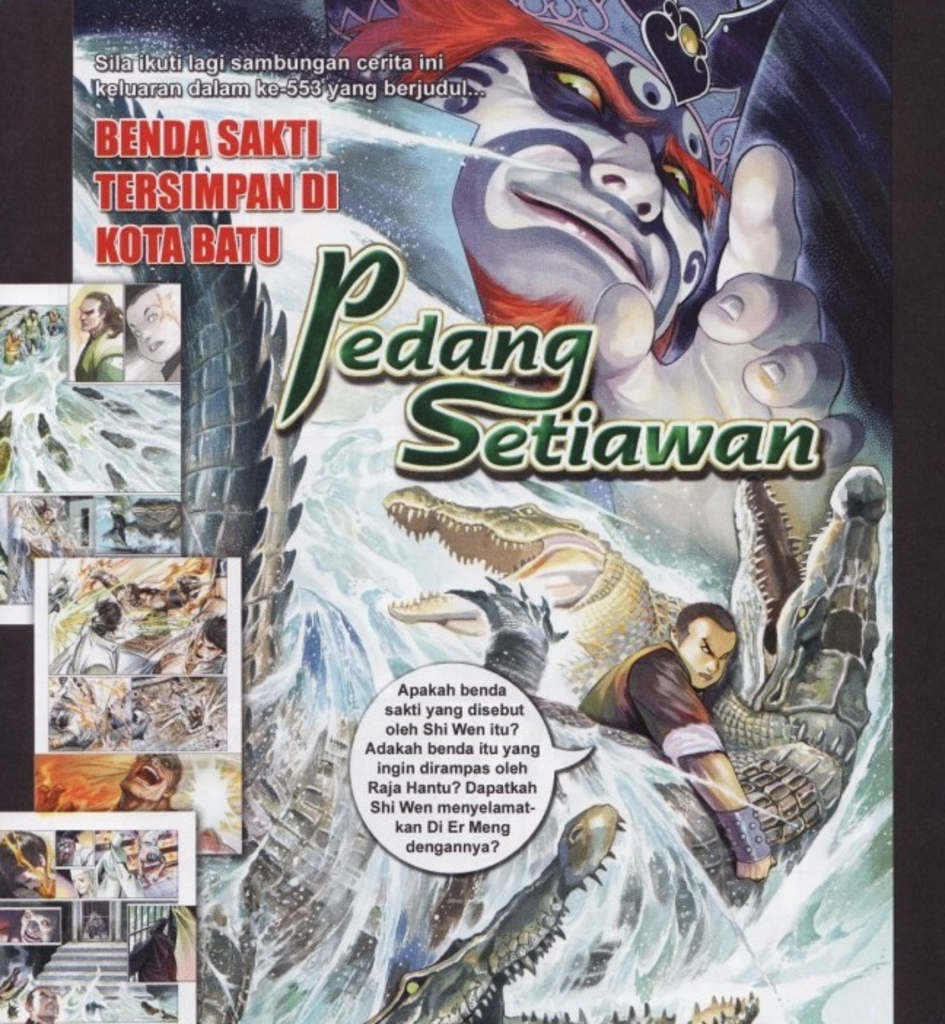 Sila ikuti lagi sambungan cerita ini
keluaran dalam ke-553 yang berjudul...
BENDA SAKTI
TERSIMPAN DI
KOTA BATU
Pedang
Setiawan
Apakah benda
sakti yang disebut
oleh Shi Wen itu?
Adakah benda itu yang
ingin dirampas oleh
Raja Hantu? Dapatkah
Shi Wen menyelamat-
kan Di Er Meng
dengannya?